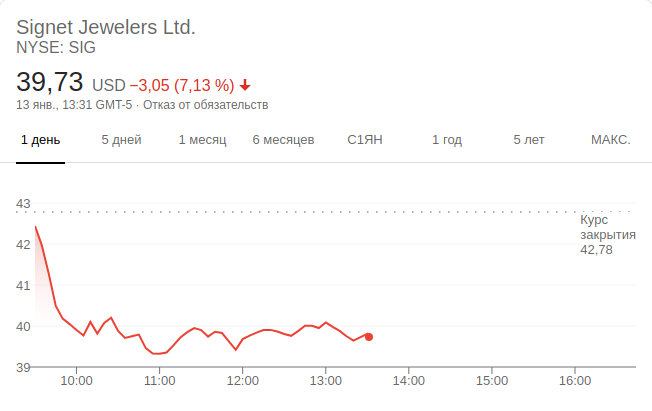 Signet Jewelers Ltd.
NYSE: SIG
39,73 USD −3,05 (7,13 %)
13 янв., 13:31 GMT-5 · Отказ от обязательств
1 день 5 дней 1 месяц 6 месяцев С1ЯН 1 год 5 лет МАКС.
43
Курс
закрытия
42,78
42
41
40
39
10:00 11:00 12:00 13:00 14:00 15:00 16:00